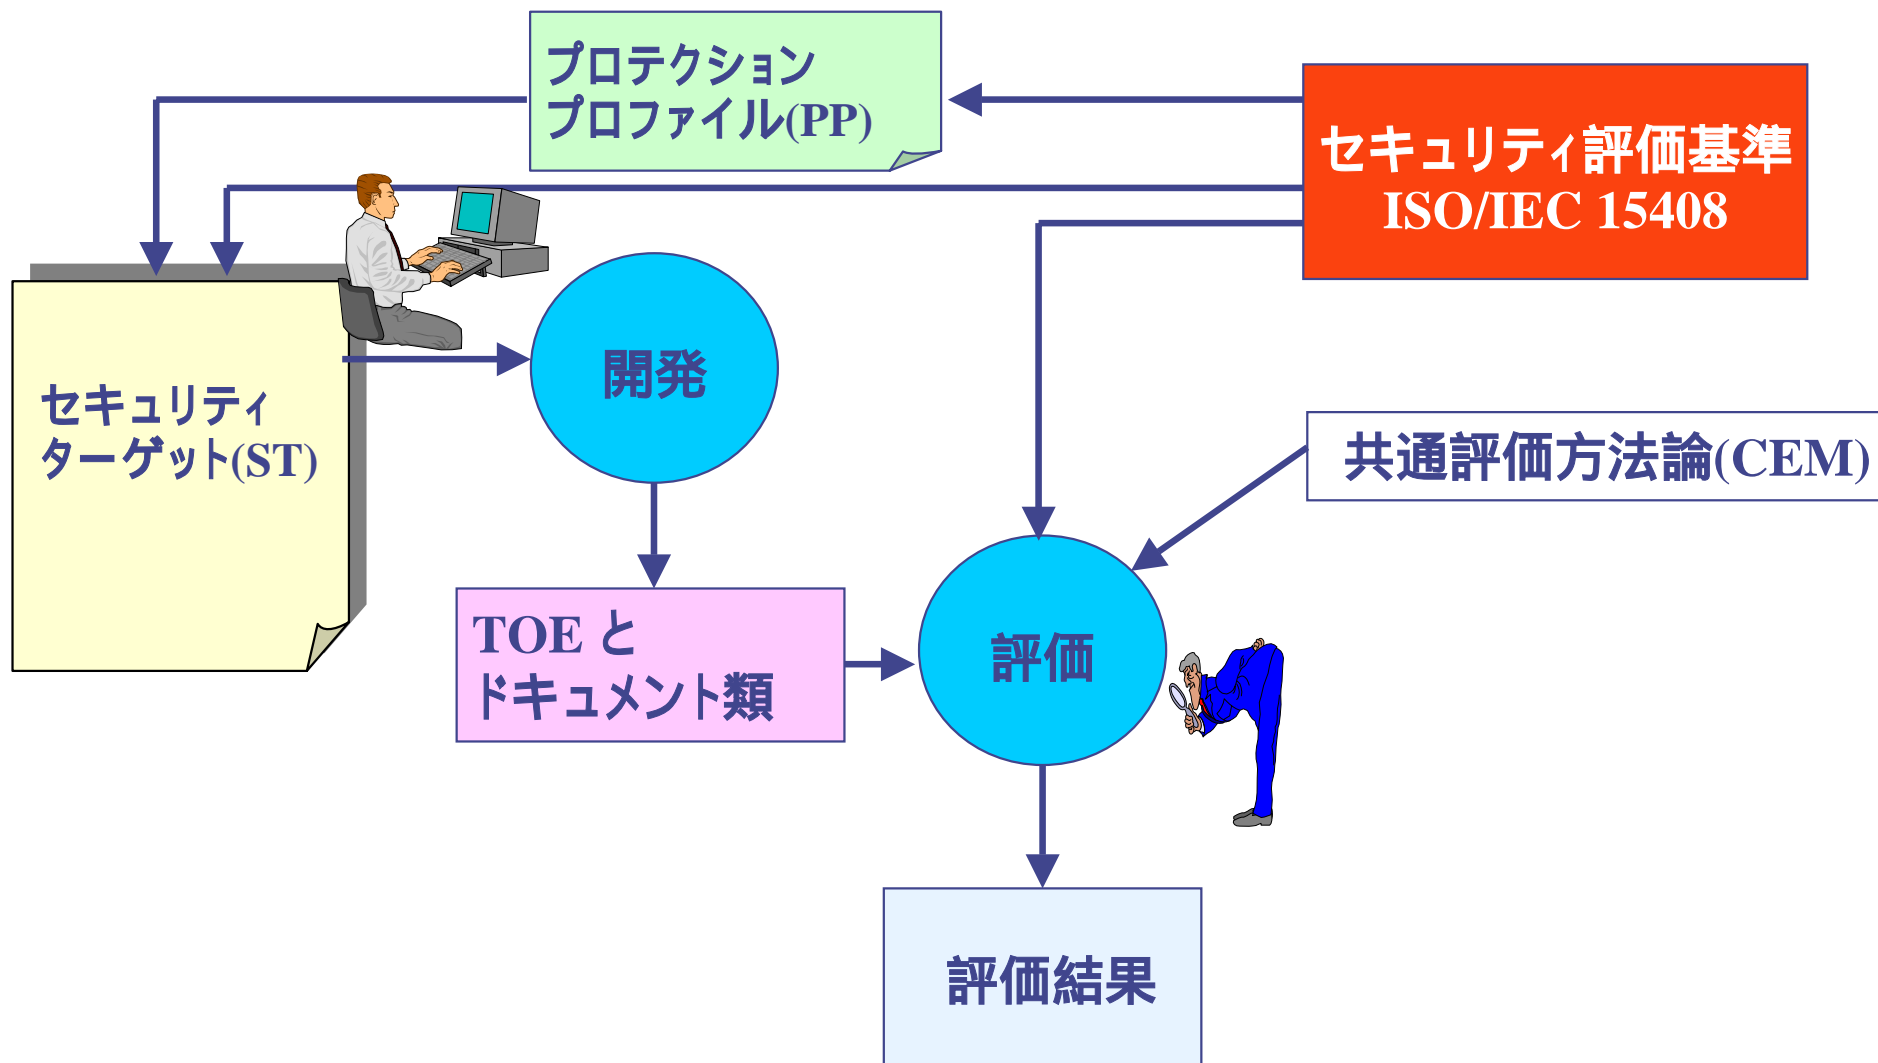 プロテクション
プロファイル(PP)
セキュリティ評価基準
ISO/IEC 15408
開発
セキュリティ
ターゲット(ST)
共通評価方法論(CEM)
TOE と
ドキュメント類
評価
評価結果